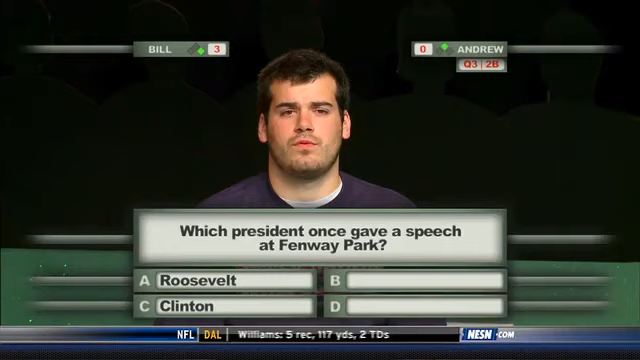 BILL 3
0 ANDREW
Q3 | 2B
Which president once gave a speech
at Fenway Park?
A Roosevelt
B
C Clinton
D
NFL | DAL Williams: 5 rec, 117 yds, 2 TDs NESN.COM